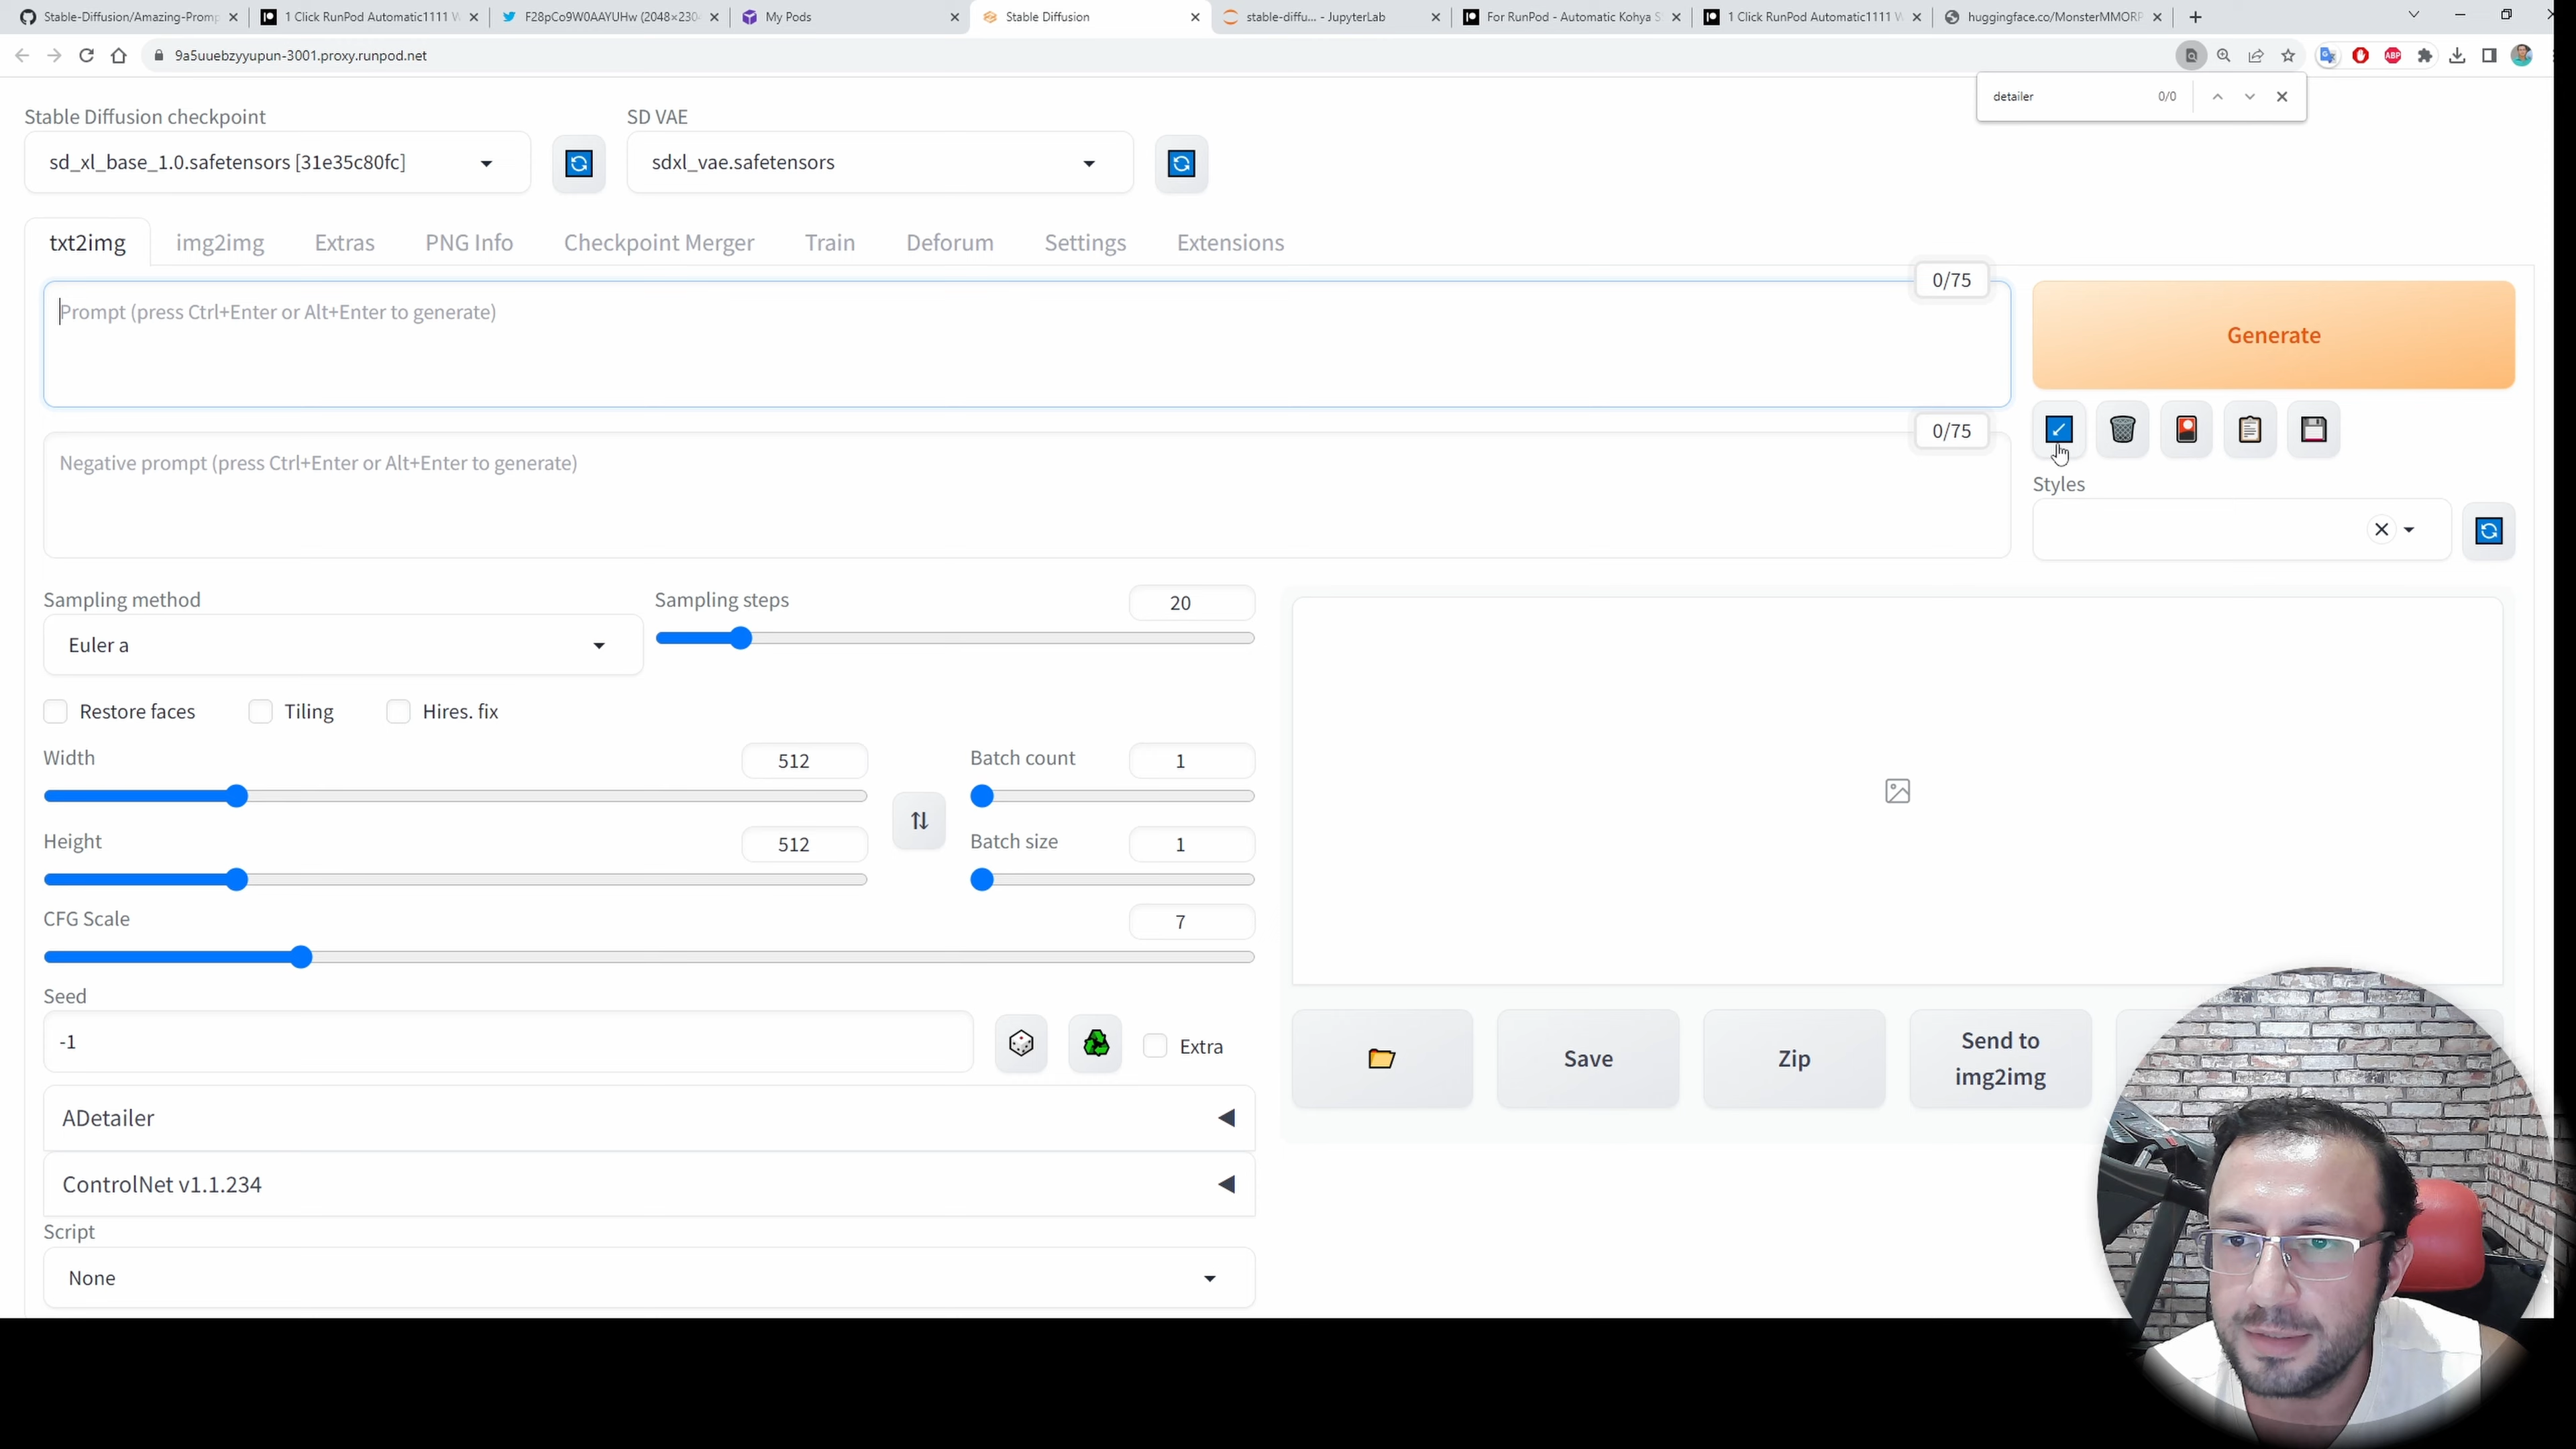 Stable-Diffusion/Amazing-Promp
1 Click RunPod Automatic1111 W
F28pCo9W0AAYUHw (2048×230
My Pods
Stable Diffusion
stable-diffu... - JupyterLab
For RunPod - Automatic Kohya S
1 Click RunPod Automatic1111 W
huggingface.co/MonsterMMORP
9a5uuebzyyupun-3001.proxy.runpod.net
ABP
detailer 0/0
Stable Diffusion checkpoint
SD VAE
sd_xl_base_1.0.safetensors [31e35c80fc]
sdxl_vae.safetensors
txt2img img2img Extras PNG Info Checkpoint Merger Train Deforum Settings Extensions
0/75
Prompt (press Ctrl+Enter or Alt+Enter to generate)
Generate
0/75
Negative prompt (press Ctrl+Enter or Alt+Enter to generate)
Styles
Sampling method
Sampling steps
20
Euler a
Restore faces Tiling Hires. fix
Width
512
Batch count
1
Height
512
Batch size
1
CFG Scale
7
Seed
-1
Extra
Save
Zip
Send to
img2img
ADetailer
ControlNet v1.1.234
Script
None